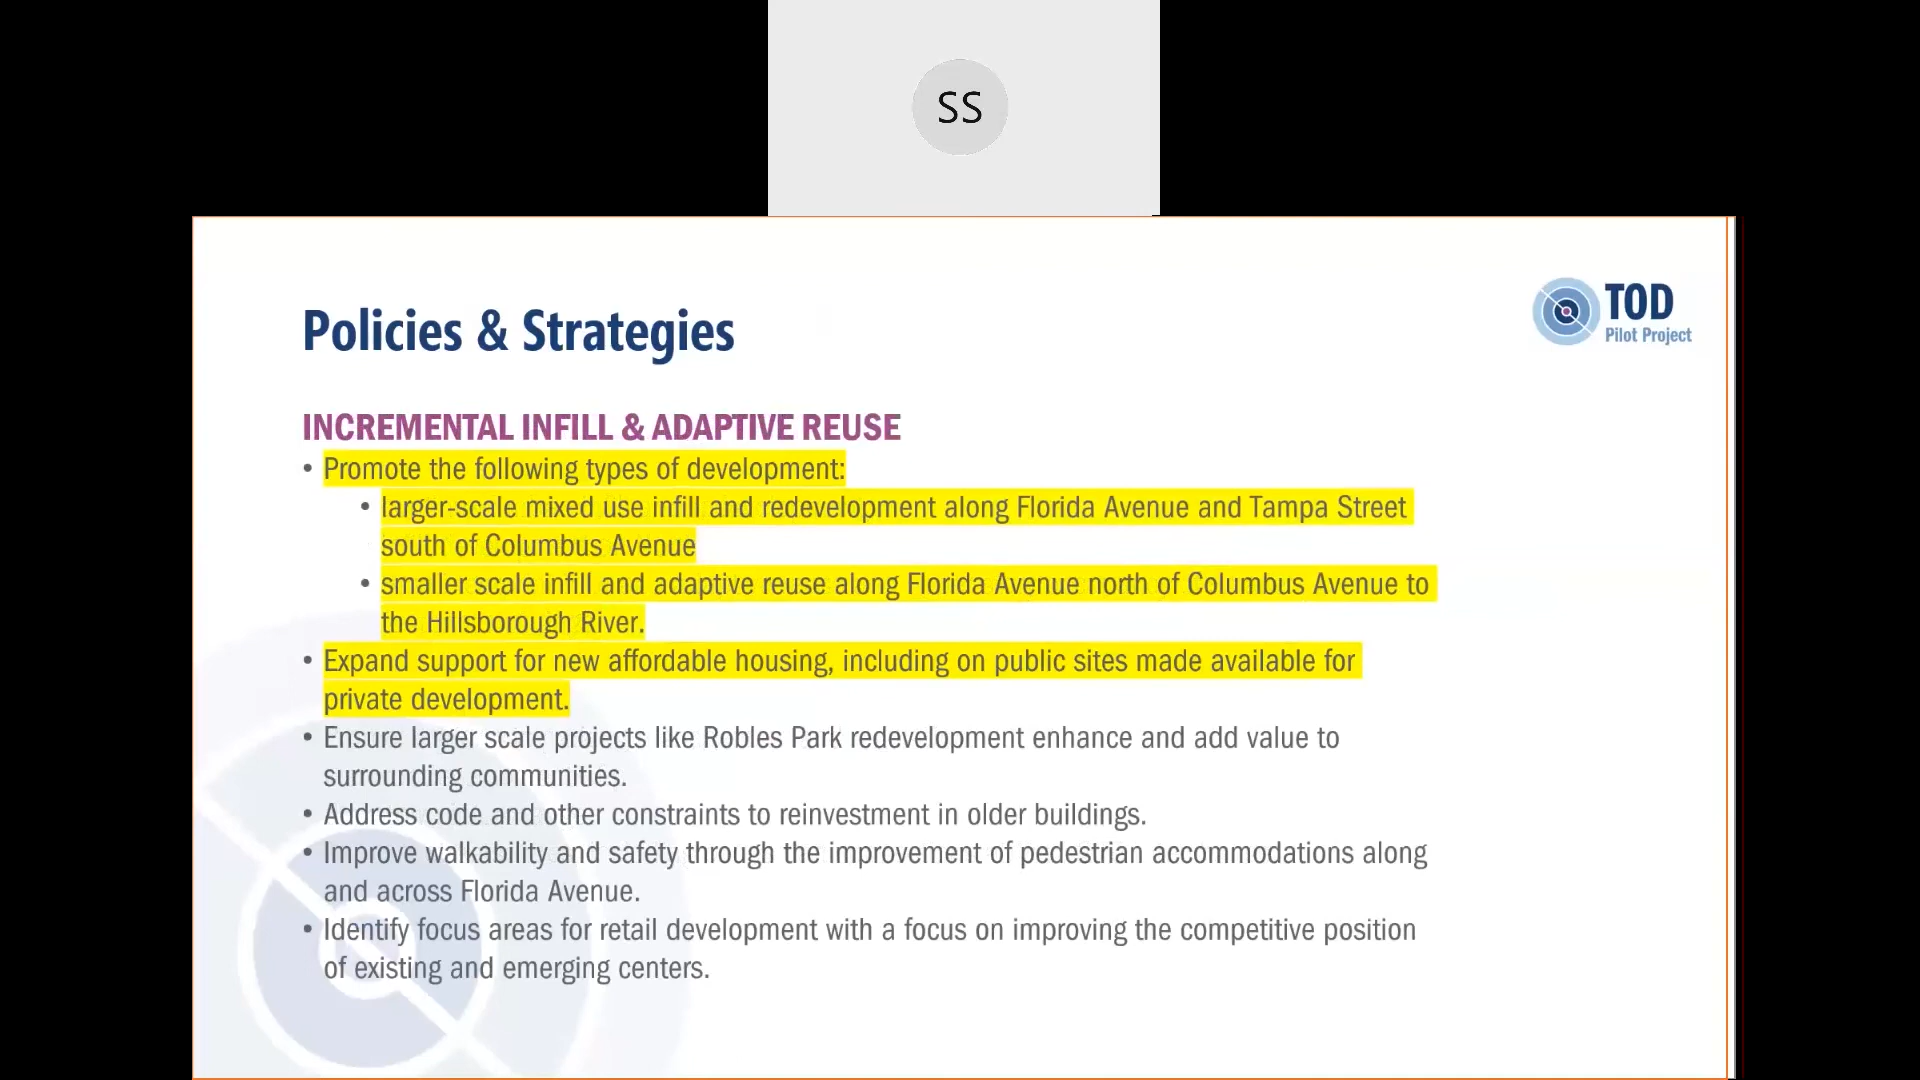 SS
TOD
Pilot Project
Policies & Strategies
INCREMENTAL INFILL & ADAPTIVE REUSE
• Promote the following types of development:
• larger-scale mixed use infill and redevelopment along Florida Avenue and Tampa Street
south of Columbus Avenue
• smaller scale infill and adaptive reuse along Florida Avenue north of Columbus Avenue to
the Hillsborough River.
• Expand support for new affordable housing, including on public sites made available for
private development.
• Ensure larger scale projects like Robles Park redevelopment enhance and add value to
surrounding communities.
• Address code and other constraints to reinvestment in older buildings.
• Improve walkability and safety through the improvement of pedestrian accommodations along
and across Florida Avenue.
• Identify focus areas for retail development with a focus on improving the competitive position
of existing and emerging centers.